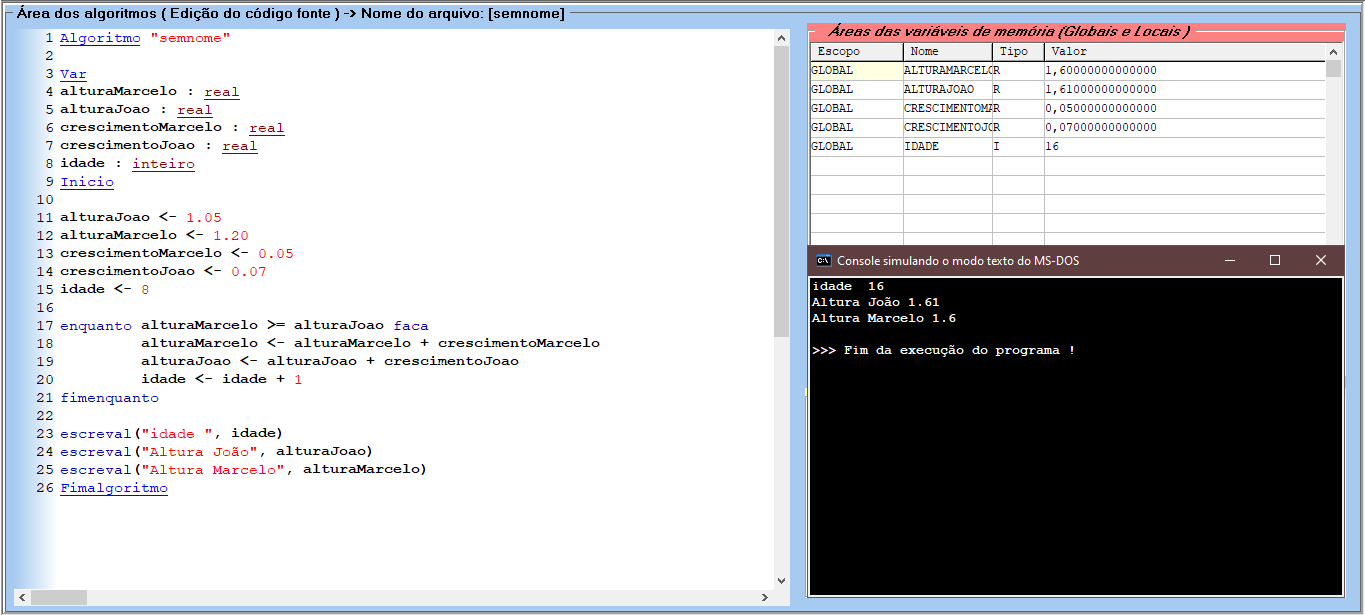 Área dos algoritmos ( Edição do código fonte ) -> Nome do arquivo: [semnome]
1 Algoritmo "semnome"
2
3 Var
4 alturaMarcelo : real
5 alturaJoao : real
6 crescimentoMarcelo : real
7 crescimentoJoao : real
8 idade : inteiro
9 Inicio
10
11 alturaJoao <- 1.05
12 alturaMarcelo <- 1.20
13 crescimentoMarcelo <- 0.05
14 crescimentoJoao <- 0.07
15 idade <- 8
16
17 enquanto alturaMarcelo >= alturaJoao faca
18 alturaMarcelo <- alturaMarcelo + crescimentoMarcelo
19 alturaJoao <- alturaJoao + crescimentoJoao
20 idade <- idade + 1
21 fimenquanto
22
23 escreval("idade ", idade)
24 escreval("Altura João", alturaJoao)
25 escreval("Altura Marcelo", alturaMarcelo)
26 Fimalgoritmo
Áreas das variáveis de memória (Globais e Locais )
Escopo Nome Tipo Valor
GLOBAL ALTURAMARCELO R 1,60000000000000
GLOBAL ALTURAJOAO R 1,61000000000000
GLOBAL CRESCIMENTOMA R 0,05000000000000
GLOBAL CRESCIMENTOJO R 0,07000000000000
GLOBAL IDADE I 16
Console simulando o modo texto do MS-DOS
idade  16
Altura João 1.61
Altura Marcelo 1.6
>>> Fim da execução do programa !